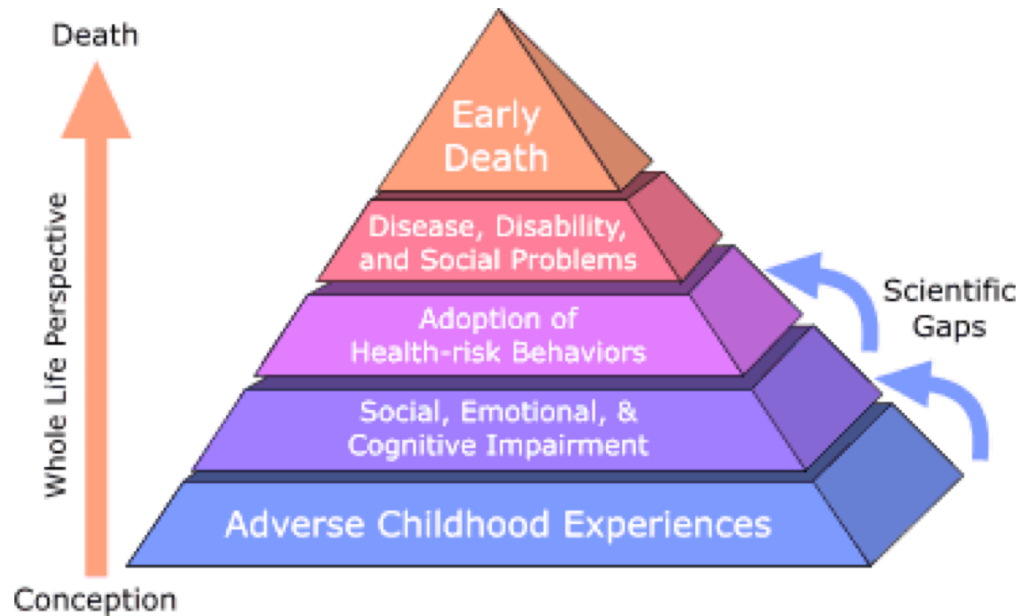 Death
Whole Life Perspective
Conception
Early
Death
Disease, Disability,
and Social Problems
Adoption of
Health-risk Behaviors
Social, Emotional, &
Cognitive Impairment
Adverse Childhood Experiences
Scientific
Gaps